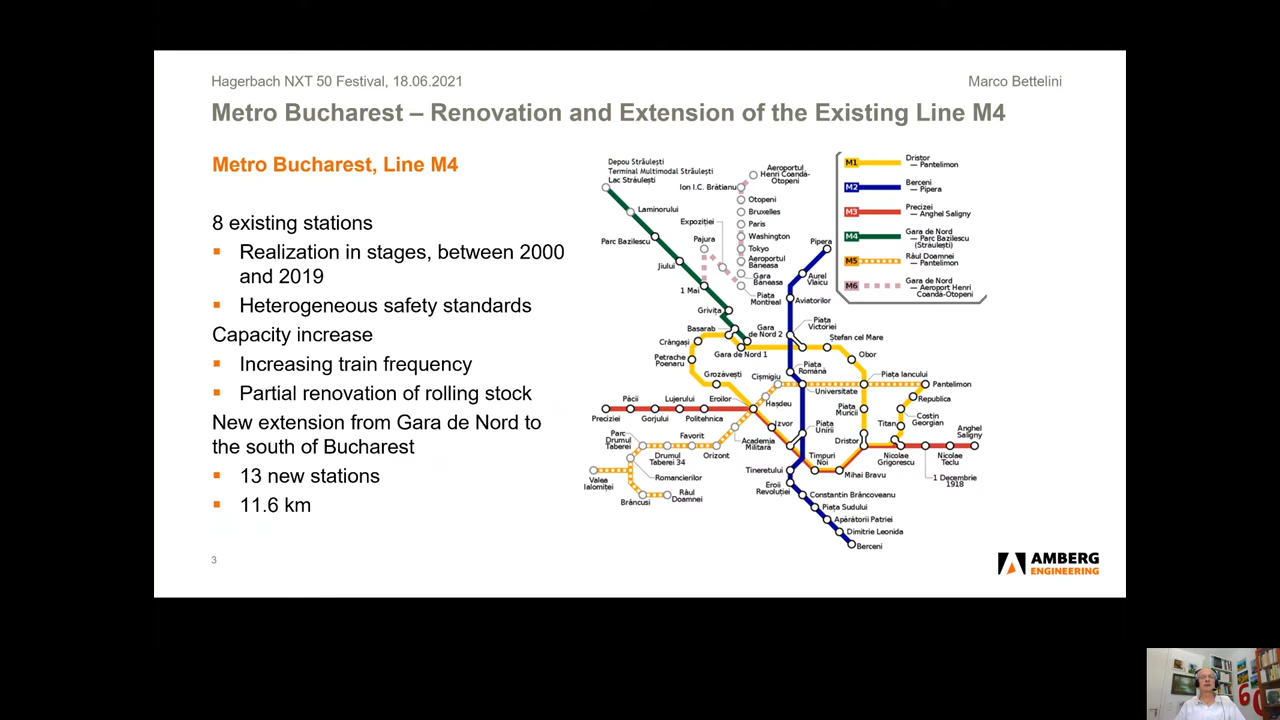 Hagerbach NXT 50 Festival, 18.06.2021
Marco Bettelini
Metro Bucharest – Renovation and Extension of the Existing Line M4
Metro Bucharest, Line M4
8 existing stations
▪ Realization in stages, between 2000
and 2019
▪ Heterogeneous safety standards
Capacity increase
▪ Increasing train frequency
▪ Partial renovation of rolling stock
New extension from Gara de Nord to
the south of Bucharest
▪ 13 new stations
▪ 11.6 km
Depou Străulești
Terminal Multimodal Străulești
Lac Străulești
Laminorului
Parc Bazilescu
Jiului
1 Mai
Grivița
Basarab
Gara
de Nord 2
Gara de Nord 1
Crângași
Petrache
Poenaru
Grozăvești
Eroilor
Aeroportul
Henri Coandă-
Otopeni
Ion I.C. Brătianu
Otopeni
Bruxelles
Paris
Washington
Tokyo
Aeroportul
Băneasa
Gara
Băneasa
Piața
Montreal
Expoziției
Pajura
Pipera
Aurel
Vlaicu
Aviatorilor
Piața
Victoriei
Ștefan cel Mare
Obor
Piața
Romană
Piața Iancului
Universitate
Cișmigiu
Hașdeu
Pantelimon
Republica
Costin
Georgian
Titan
Piața
Muncii
Dristor
Piața
Unirii
Izvor
Academia
Militară
Timpuri
Noi
Mihai Bravu
Nicolae
Grigorescu
Nicolae
Teclu
Anghel
Saligny
1 Decembrie
1918
Păcii
Lujerului
Preciziei
Gorjului
Politehnica
Parc
Drumul
Taberei
Favorit
Drumul
Taberei 34
Orizont
Romancierilor
Valea
Ialomiței
Brâncuși
Râul
Doamnei
Tineretului
Eroii
Revoluției
Constantin Brâncoveanu
Piața Sudului
Apărătorii Patriei
Dimitrie Leonida
Berceni
M1
Dristor
— Pantelimon
M2
Berceni
— Pipera
M3
Precizei
— Anghel Saligny
M4
Gara de Nord
— Parc Bazilescu
(Străulești)
M5
Râul Doamnei
— Pantelimon
M6
Gara de Nord
— Aeroport Henri
Coandă-Otopeni
3
AMBERG
ENGINEERING
60